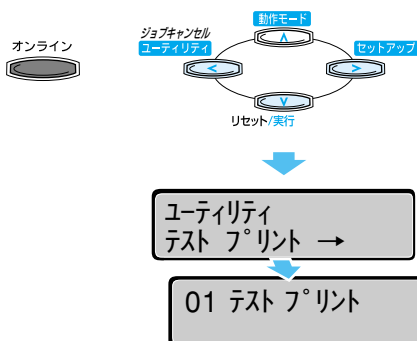 動作モード
ジョブキャンセル
オンライン
ユーティリティ
セットアップ
リセット/実行
ユーティリティ
テスト プリント →
01 テスト プリント